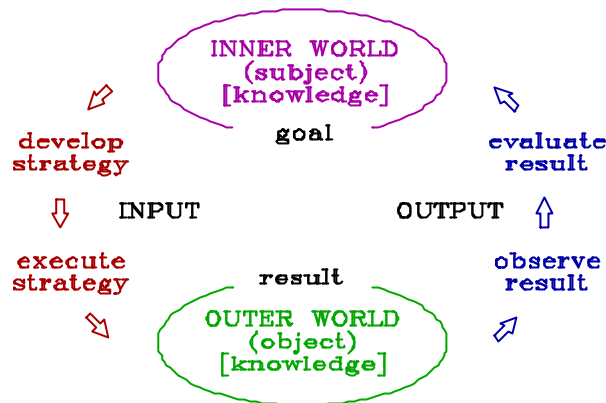 INNER WORLD
(subject)
[knowledge]
goal
develop
strategy
evaluate
result
INPUT
OUTPUT
execute
strategy
observe
result
result
OUTER WORLD
(object)
[knowledge]